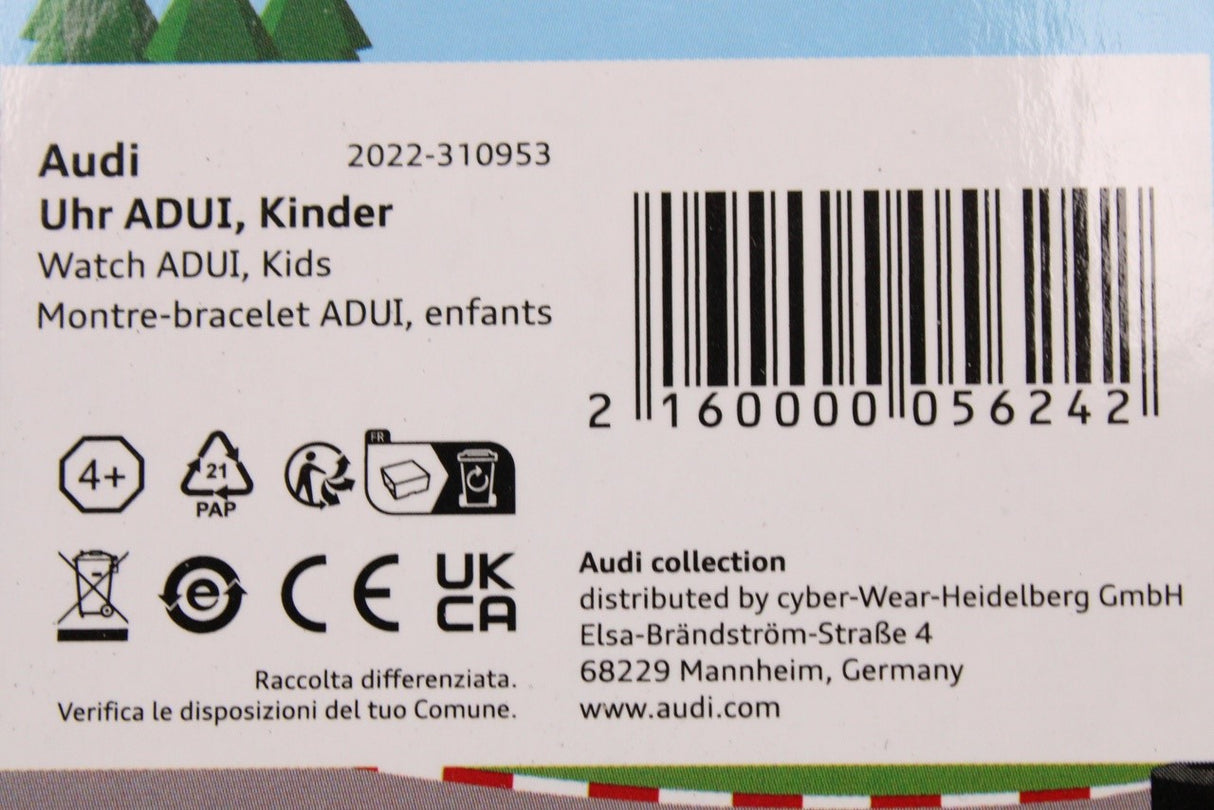 Audi 2022-310953
Uhr ADUI, Kinder
Watch ADUI, Kids
Montre-bracelet ADUI, enfants
2 160000 056242
4+
21
PAP
FR
e
CE
UK
CA
Raccolta differenziata.
Verifica le disposizioni del tuo Comune.
Audi collection
distributed by cyber-Wear-Heidelberg GmbH
Elsa-Brändström-Straße 4
68229 Mannheim, Germany
www.audi.com